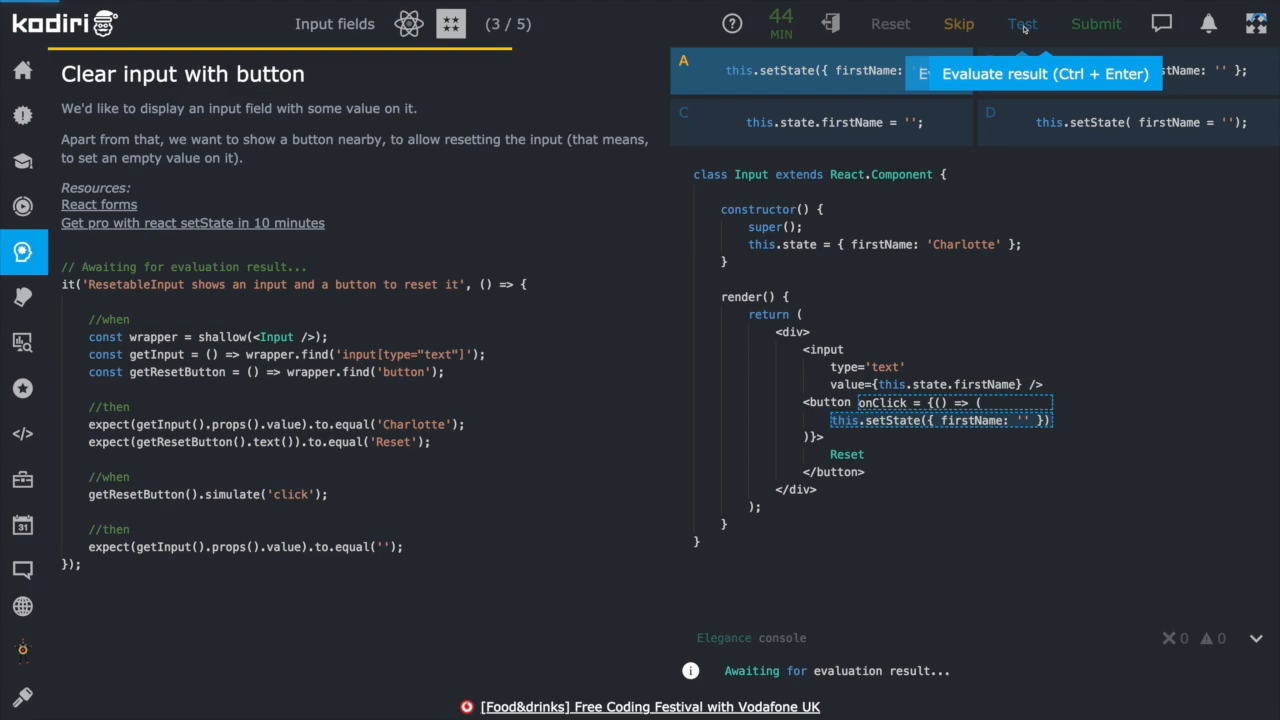 kodiri
Input fields
(3 / 5)
44
MIN
Reset
Skip
Test
Submit
Clear input with button
We'd like to display an input field with some value on it.
Apart from that, we want to show a button nearby, to allow resetting the input (that means,
to set an empty value on it).
Resources:
React forms
Get pro with react setState in 10 minutes
// Awaiting for evaluation result...
it('ResetableInput shows an input and a button to reset it', () => {
//when
const wrapper = shallow(<Input />);
const getInput = () => wrapper.find('input[type="text"]');
const getResetButton = () => wrapper.find('button');
//then
expect(getInput().props().value).to.equal('Charlotte');
expect(getResetButton().text()).to.equal('Reset');
//when
getResetButton().simulate('click');
//then
expect(getInput().props().value).to.equal('');
});
31
A
this.setState({ firstName:
Evaluate result (Ctrl + Enter)
'' };
C
this.state.firstName = '';
D
this.setState( firstName = '');
class Input extends React.Component {
constructor() {
super();
this.state = { firstName: 'Charlotte' };
}
render() {
return (
<div>
<input
type='text'
value={this.state.firstName} />
<button onClick = {() => (
this.setState({ firstName: '' })
)}>
Reset
</button>
</div>
);
}
}
Elegance console
0
0
Awaiting for evaluation result...
[Food&drinks] Free Coding Festival with Vodafone UK